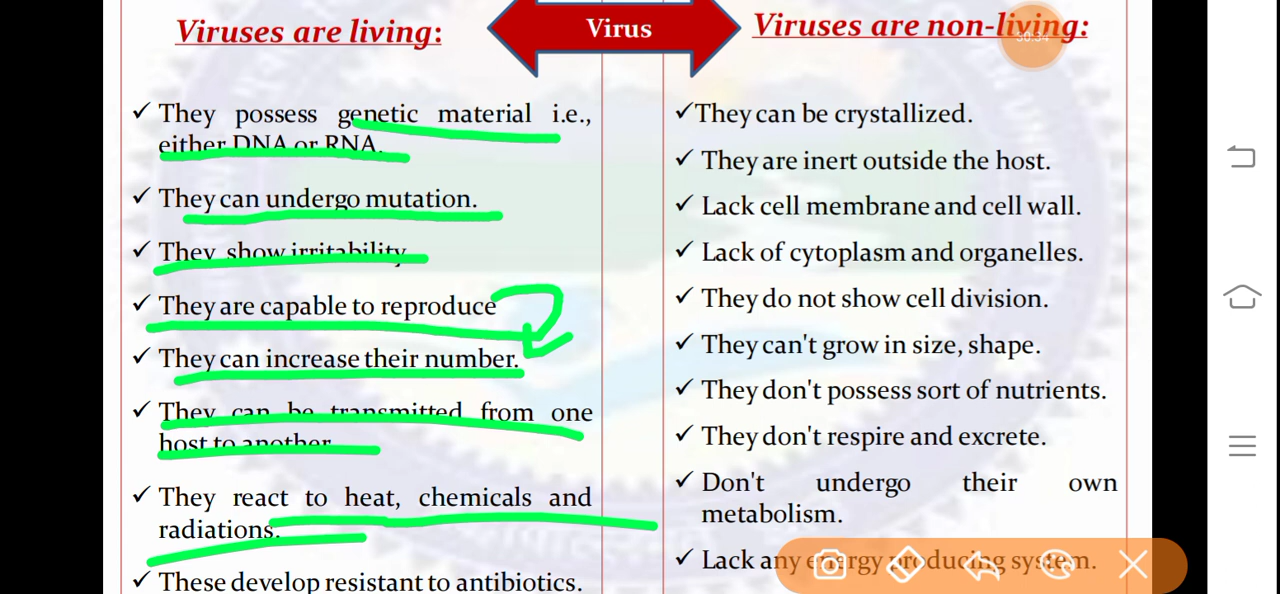 Viruses are living:
Virus
Viruses are non-living:
30:34
✓ They possess genetic material i.e.,
either DNA or RNA.
✓ They can undergo mutation.
✓ They show irritability
✓ They are capable to reproduce
✓ They can increase their number.
✓ They can be transmitted from one
host to another
✓ They react to heat, chemicals and
radiations.
✓ These develop resistant to antibiotics.
✓ They can be crystallized.
✓ They are inert outside the host.
✓ Lack cell membrane and cell wall.
✓ Lack of cytoplasm and organelles.
✓ They do not show cell division.
✓ They can't grow in size, shape.
✓ They don't possess sort of nutrients.
✓ They don't respire and excrete.
✓ Don't undergo their own
metabolism.
✓ Lack any energy producing system.